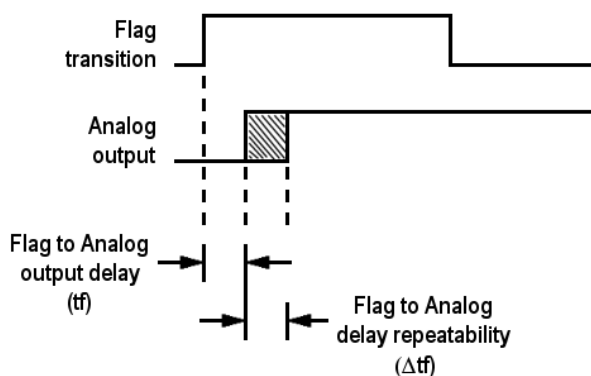 Flag
transition
Analog
output
Flag to Analog
output delay
(tf)
Flag to Analog
delay repeatability
(Δtf)